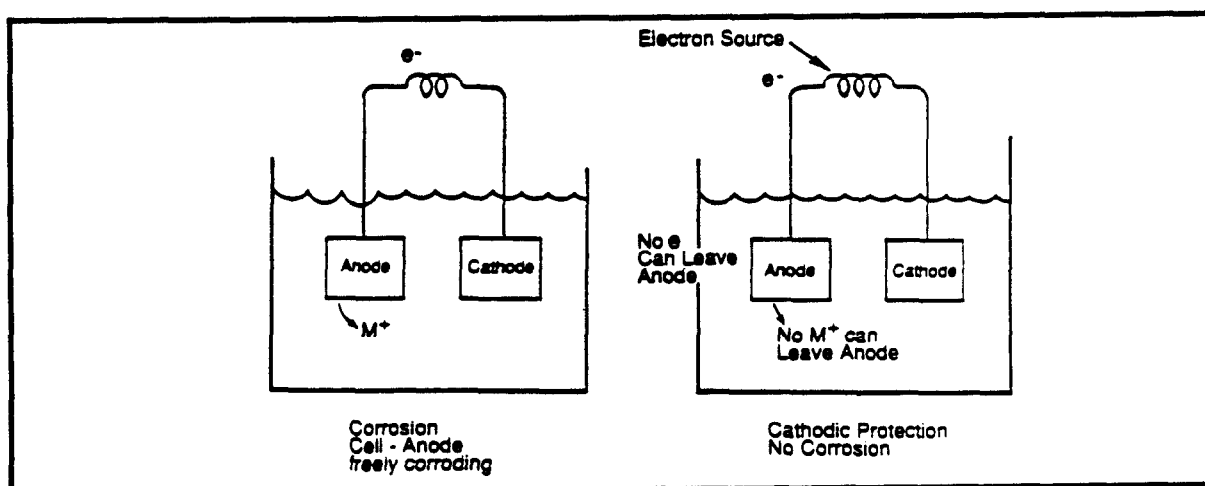 e-
Anode
Cathode
M+
Corrosion
Cell - Anode
freely corroding
Electron Source
e-
No e
Can Leave
Anode
Anode
Cathode
No M+ can
Leave Anode
Cathodic Protection
No Corrosion